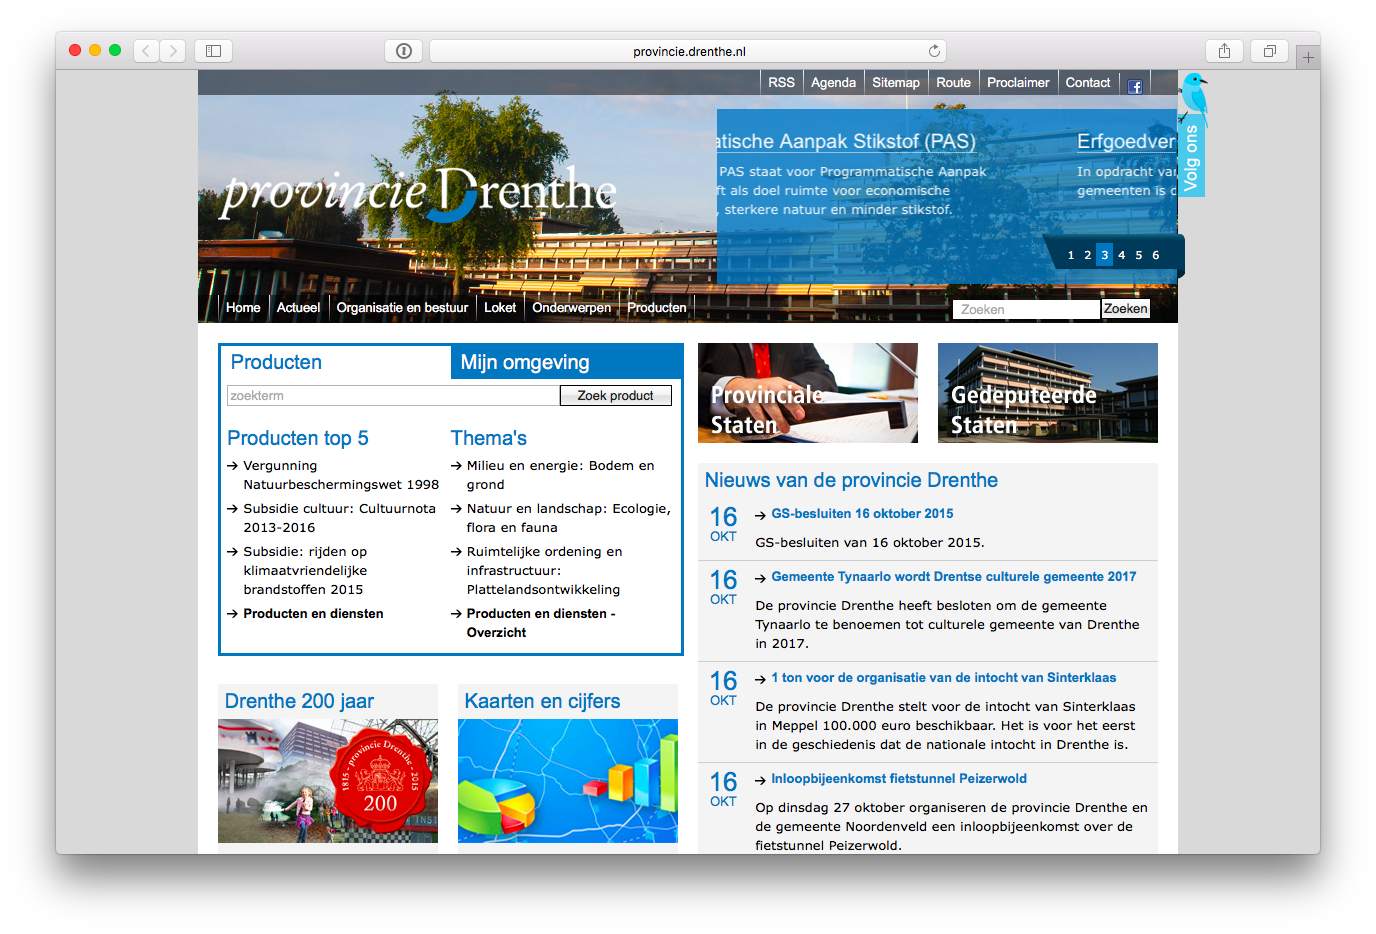 provincie.drenthe.nl
RSS Agenda Sitemap Route Proclaimer Contact
Volg ons
provincie Drenthe
atische Aanpak Stikstof (PAS)
PAS staat voor Programmatische Aanpak
ft als doel ruimte voor economische
, sterkere natuur en minder stikstof.
Erfgoedver
In opdracht van
gemeenten is d
1 2 3 4 5 6
Home Actueel Organisatie en bestuur Loket Onderwerpen Producten
Zoeken Zoeken
Producten Mijn omgeving
zoekterm Zoek product
Producten top 5
Vergunning
Natuurbeschermingswet 1998
Subsidie cultuur: Cultuurnota
2013-2016
Subsidie: rijden op
klimaatvriendelijke
brandstoffen 2015
Producten en diensten
Thema's
Milieu en energie: Bodem en
grond
Natuur en landschap: Ecologie,
flora en fauna
Ruimtelijke ordening en
infrastructuur:
Plattelandsontwikkeling
Producten en diensten -
Overzicht
Provinciale
Staten
Gedeputeerde
Staten
Nieuws van de provincie Drenthe
16
OKT
GS-besluiten 16 oktober 2015
GS-besluiten van 16 oktober 2015.
16
OKT
Gemeente Tynaarlo wordt Drentse culturele gemeente 2017
De provincie Drenthe heeft besloten om de gemeente
Tynaarlo te benoemen tot culturele gemeente van Drenthe
in 2017.
16
OKT
1 ton voor de organisatie van de intocht van Sinterklaas
De provincie Drenthe stelt voor de intocht van Sinterklaas
in Meppel 100.000 euro beschikbaar. Het is voor het eerst
in de geschiedenis dat de nationale intocht in Drenthe is.
16
OKT
Inloopbijeenkomst fietstunnel Peizerwold
Op dinsdag 27 oktober organiseren de provincie Drenthe en
de gemeente Noordenveld een inloopbijeenkomst over de
fietstunnel Peizerwold.
Drenthe 200 jaar
1815 - provincie Drenthe - 2015
200
Kaarten en cijfers